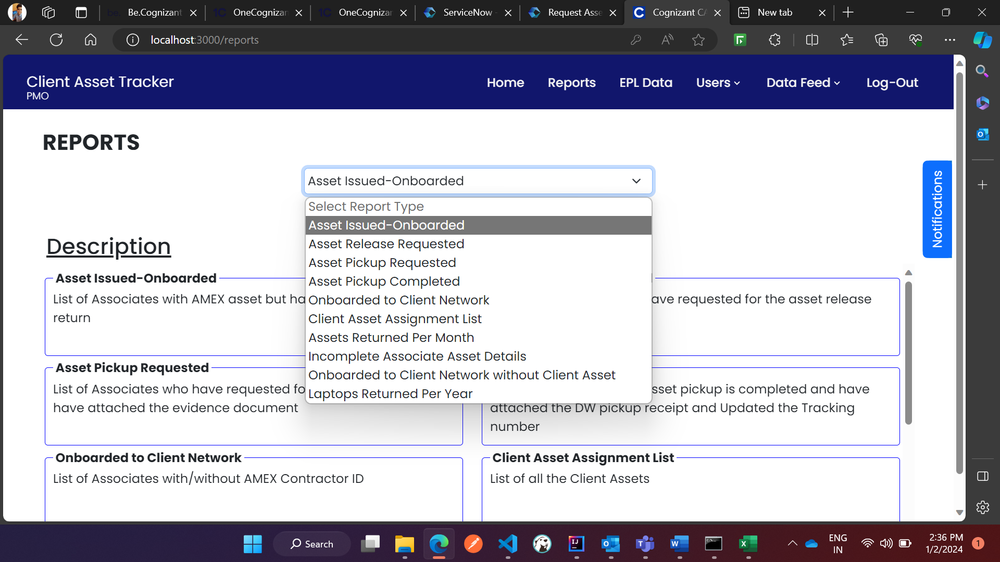 Be.Cognizant
OneCognizan
OneCognizar
ServiceNow -
Request Asse
Cognizant CA
New tab
localhost:3000/reports
Client Asset Tracker
PMO
Home
Reports
EPL Data
Users
Data Feed
Log-Out
REPORTS
Asset Issued-Onboarded
Select Report Type
Asset Issued-Onboarded
Asset Release Requested
Asset Pickup Requested
Asset Pickup Completed
Onboarded to Client Network
Client Asset Assignment List
Assets Returned Per Month
Incomplete Associate Asset Details
Onboarded to Client Network without Client Asset
Laptops Returned Per Year
Notifications
Description
Asset Issued-Onboarded
List of Associates with AMEX asset but ha
return
ave requested for the asset release
Asset Pickup Requested
List of Associates who have requested fo
have attached the evidence document
sset pickup is completed and have
attached the DW pickup receipt and Updated the Tracking
number
Onboarded to Client Network
List of Associates with/without AMEX Contractor ID
Client Asset Assignment List
List of all the Client Assets
Search
ENG
IN
2:36 PM
1/2/2024
1